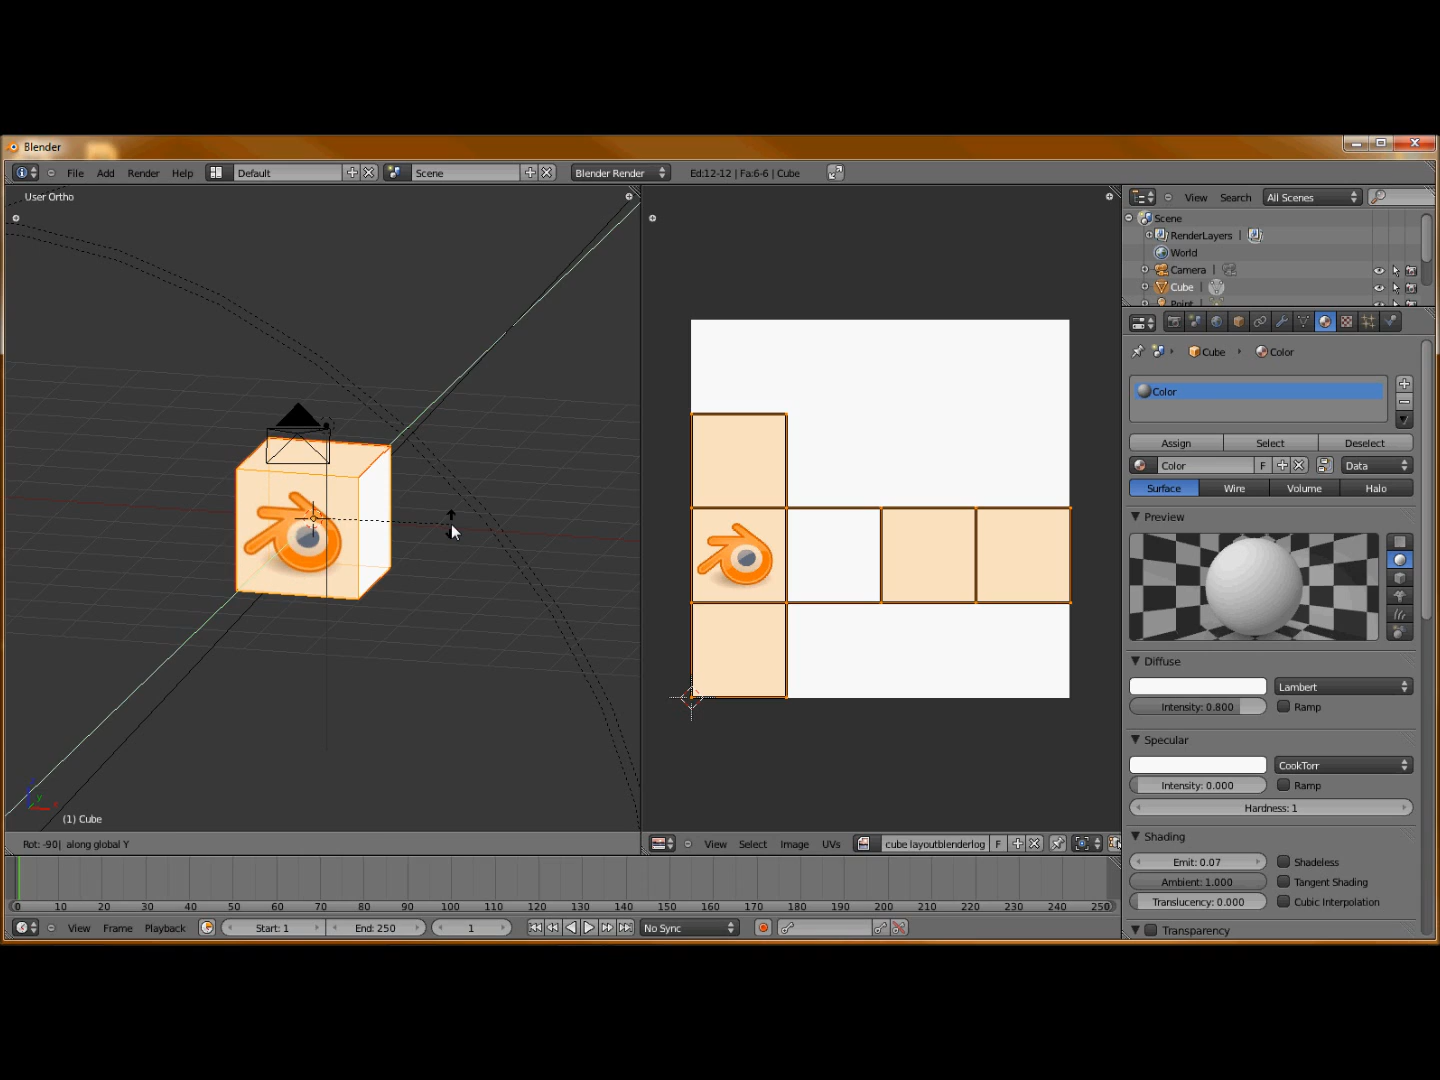 Blender
File Add Render Help Default Scene Blender Render Ed:12-12 | Fa:6-6 | Cube
User Ortho
View Search All Scenes
Scene
RenderLayers |
World
Camera |
Cube |
Point
Cube Color
Color
Assign Select Deselect
Color F Data
Surface Wire Volume Halo
Preview
Diffuse
Lambert
Intensity: 0.800 Ramp
Specular
CookTorr
Intensity: 0.000 Ramp
Hardness: 1
Shading
Emit: 0.07 Shadeless
Ambient: 1.000 Tangent Shading
Translucency: 0.000 Cubic Interpolation
Transparency
(1) Cube
Rot: -90| along global Y
View Select Image UVs cube layoutblenderlog F
0 10 20 30 40 50 60 70 80 90 100 110 120 130 140 150 160 170 180 190 200 210 220 230 240 250
View Frame Playback Start: 1 End: 250 1 No Sync